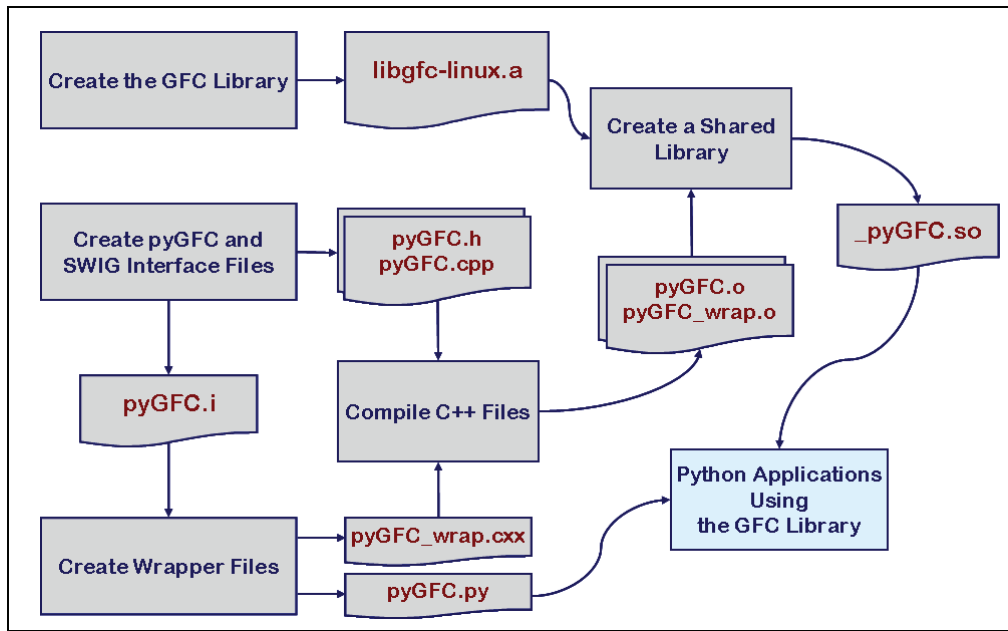 Create the GFC Library
libgfc-linux.a
Create a Shared
Library
Create pyGFC and
SWIG Interface Files
pyGFC.h
pyGFC.cpp
_pyGFC.so
pyGFC.o
pyGFC_wrap.o
pyGFC.i
Compile C++ Files
Python Applications
Using
the GFC Library
Create Wrapper Files
pyGFC_wrap.cxx
pyGFC.py